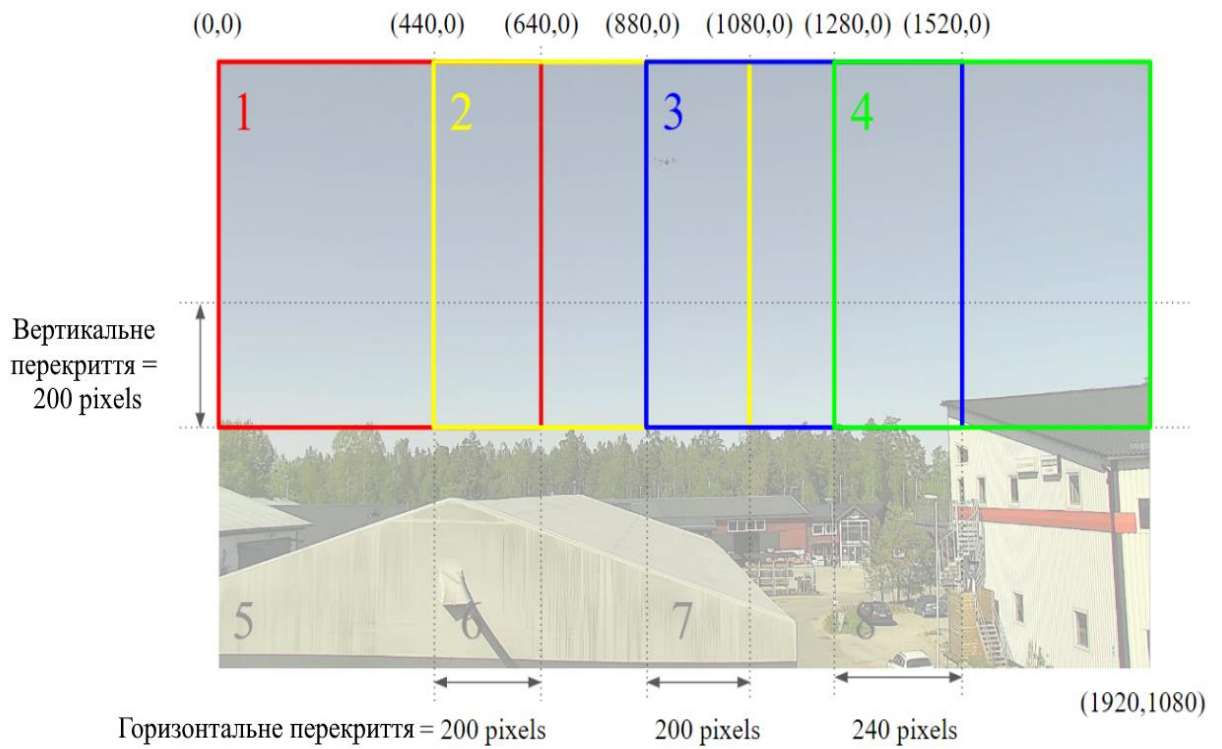 (0,0) (440,0) (640,0) (880,0) (1080,0) (1280,0) (1520,0)
1 2 3 4
Вертикальне
перекриття =
200 pixels
5 6 7 8
(1920,1080)
Горизонтальне перекриття = 200 pixels 200 pixels 240 pixels